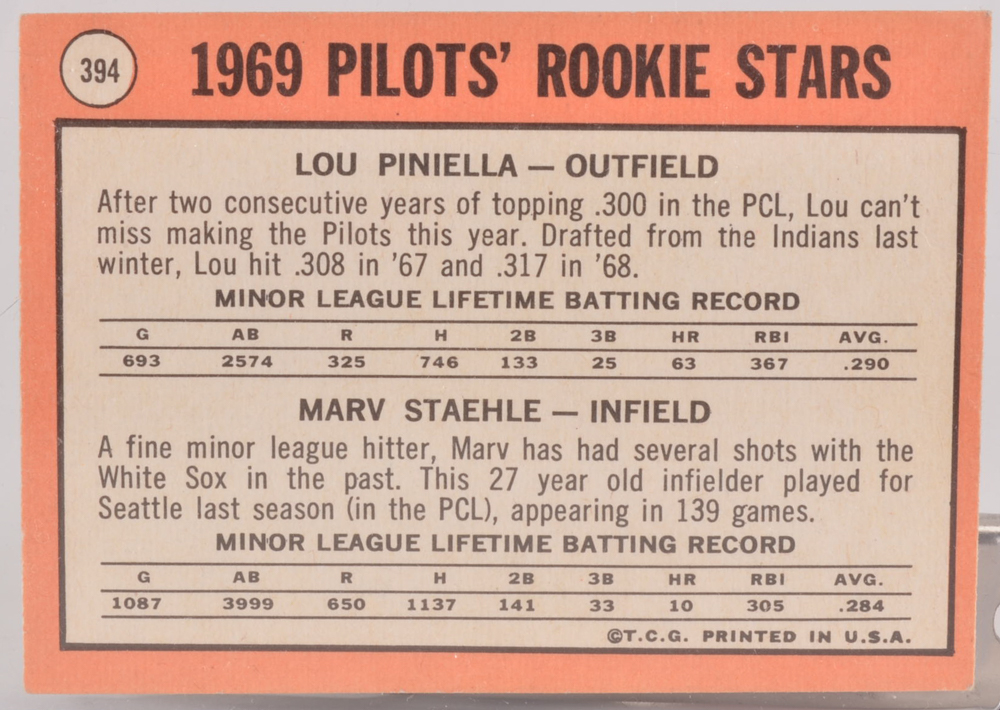 394
1969 PILOTS' ROOKIE STARS
LOU PINIELLA — OUTFIELD
After two consecutive years of topping .300 in the PCL, Lou can't
miss making the Pilots this year. Drafted from the Indians last
winter, Lou hit .308 in '67 and .317 in '68.
MINOR LEAGUE LIFETIME BATTING RECORD
G AB R H 2B 3B HR RBI AVG.
693 2574 325 746 133 25 63 367 .290
MARV STAEHLE — INFIELD
A fine minor league hitter, Marv has had several shots with the
White Sox in the past. This 27 year old infielder played for
Seattle last season (in the PCL), appearing in 139 games.
MINOR LEAGUE LIFETIME BATTING RECORD
G AB R H 2B 3B HR RBI AVG.
1087 3999 650 1137 141 33 10 305 .284
©T.C.G. PRINTED IN U.S.A.